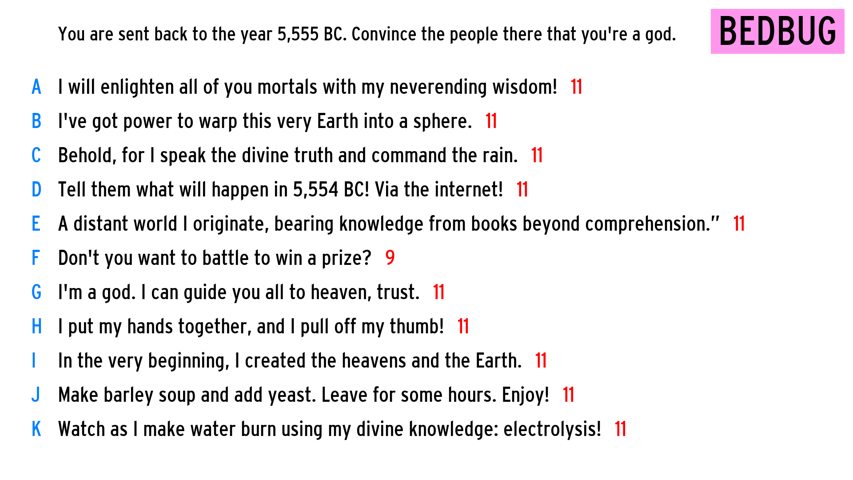 You are sent back to the year 5,555 BC. Convince the people there that you're a god.
BEDBUG
A I will enlighten all of you mortals with my neverending wisdom! 11
B I've got power to warp this very Earth into a sphere. 11
C Behold, for I speak the divine truth and command the rain. 11
D Tell them what will happen in 5,554 BC! Via the internet! 11
E A distant world I originate, bearing knowledge from books beyond comprehension.” 11
F Don't you want to battle to win a prize? 9
G I'm a god. I can guide you all to heaven, trust. 11
H I put my hands together, and I pull off my thumb! 11
I In the very beginning, I created the heavens and the Earth. 11
J Make barley soup and add yeast. Leave for some hours. Enjoy! 11
K Watch as I make water burn using my divine knowledge: electrolysis! 11